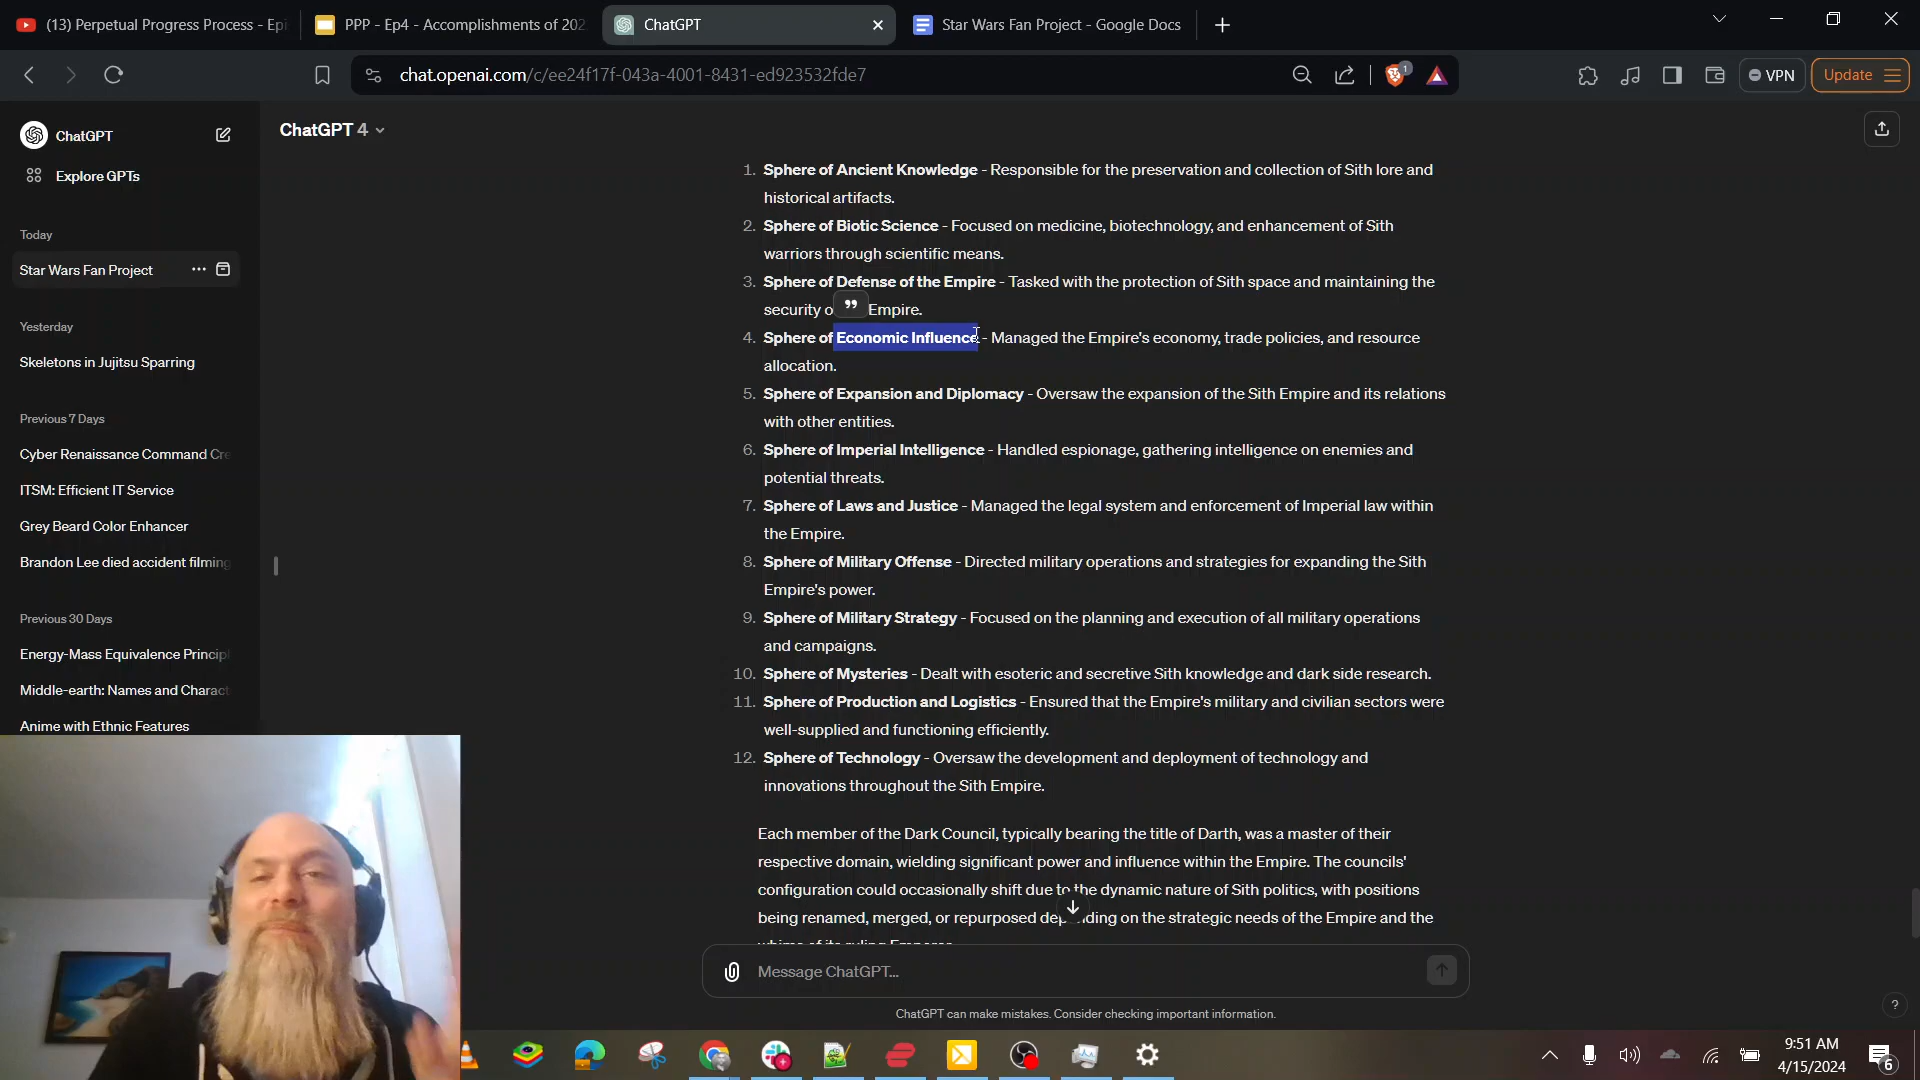 (13) Perpetual Progress Process - Epi
PPP - Ep4 - Accomplishments of 202
ChatGPT
Star Wars Fan Project - Google Docs
chat.openai.com/c/ee24f17f-043a-4001-8431-ed923532fde7
1
VPN
Update
ChatGPT
Explore GPTs
Today
Star Wars Fan Project
Yesterday
Skeletons in Jujitsu Sparring
Previous 7 Days
Cyber Renaissance Command Cre
ITSM: Efficient IT Service
Grey Beard Color Enhancer
Brandon Lee died accident filming
Previous 30 Days
Energy-Mass Equivalence Princip
Middle-earth: Names and Charact
Anime with Ethnic Features
ChatGPT 4
1. Sphere of Ancient Knowledge - Responsible for the preservation and collection of Sith lore and
historical artifacts.
2. Sphere of Biotic Science - Focused on medicine, biotechnology, and enhancement of Sith
warriors through scientific means.
3. Sphere of Defense of the Empire - Tasked with the protection of Sith space and maintaining the
security o Empire.
4. Sphere of Economic Influence - Managed the Empire's economy, trade policies, and resource
allocation.
5. Sphere of Expansion and Diplomacy - Oversaw the expansion of the Sith Empire and its relations
with other entities.
6. Sphere of Imperial Intelligence - Handled espionage, gathering intelligence on enemies and
potential threats.
7. Sphere of Laws and Justice - Managed the legal system and enforcement of Imperial law within
the Empire.
8. Sphere of Military Offense - Directed military operations and strategies for expanding the Sith
Empire's power.
9. Sphere of Military Strategy - Focused on the planning and execution of all military operations
and campaigns.
10. Sphere of Mysteries - Dealt with esoteric and secretive Sith knowledge and dark side research.
11. Sphere of Production and Logistics - Ensured that the Empire's military and civilian sectors were
well-supplied and functioning efficiently.
12. Sphere of Technology - Oversaw the development and deployment of technology and
innovations throughout the Sith Empire.
Each member of the Dark Council, typically bearing the title of Darth, was a master of their
respective domain, wielding significant power and influence within the Empire. The councils'
configuration could occasionally shift due to the dynamic nature of Sith politics, with positions
being renamed, merged, or repurposed depending on the strategic needs of the Empire and the
whims of its ruling Emperor.
Message ChatGPT...
ChatGPT can make mistakes. Consider checking important information.
?
9:51 AM
4/15/2024
6